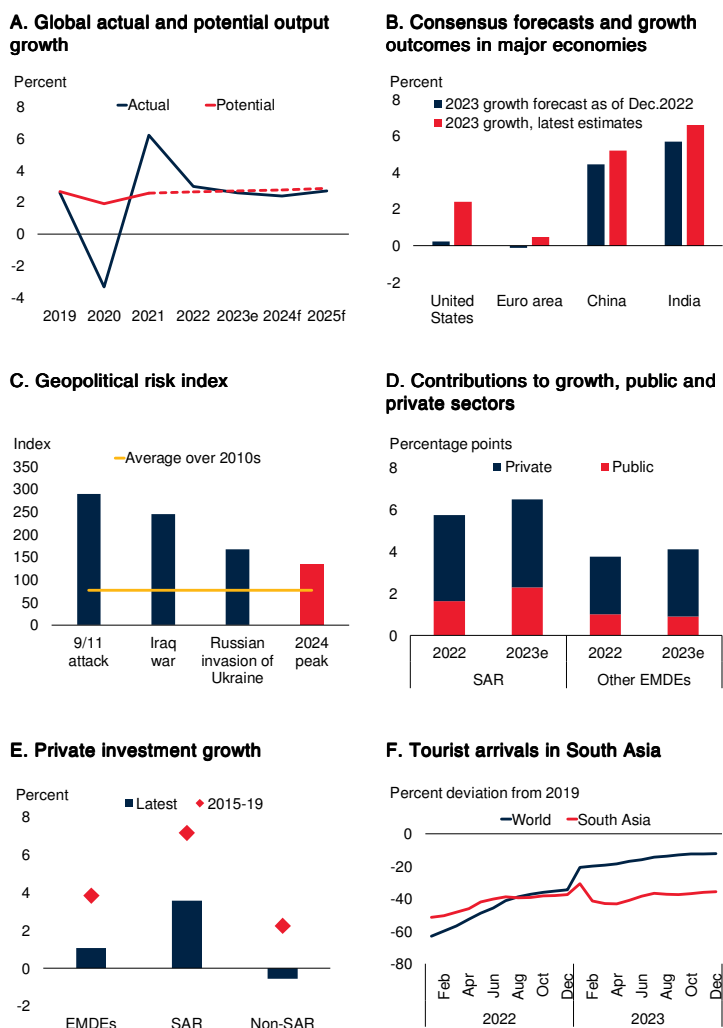 A. Global actual and potential output
growth
Percent
8
Actual
Potential
6
4
2
0
-2
-4
2019 2020 2021 2022 2023e 2024f 2025f
B. Consensus forecasts and growth
outcomes in major economies
Percent
8
2023 growth forecast as of Dec.2022
2023 growth, latest estimates
6
4
2
0
-2
United
States
Euro area
China
India
C. Geopolitical risk index
Index
350
Average over 2010s
300
250
200
150
100
50
0
9/11
attack
Iraq
war
Russian
invasion of
Ukraine
2024
peak
D. Contributions to growth, public and
private sectors
Percentage points
8
Private
Public
6
4
2
0
2022 2023e 2022 2023e
SAR Other EMDEs
E. Private investment growth
Percent
Latest
2015-19
8
6
4
2
0
-2
EMDEs SAR Non-SAR
F. Tourist arrivals in South Asia
Percent deviation from 2019
0
World
South Asia
-20
-40
-60
-80
Feb Apr Jun Aug Oct Dec Feb Apr Jun Aug Oct Dec
2022 2023